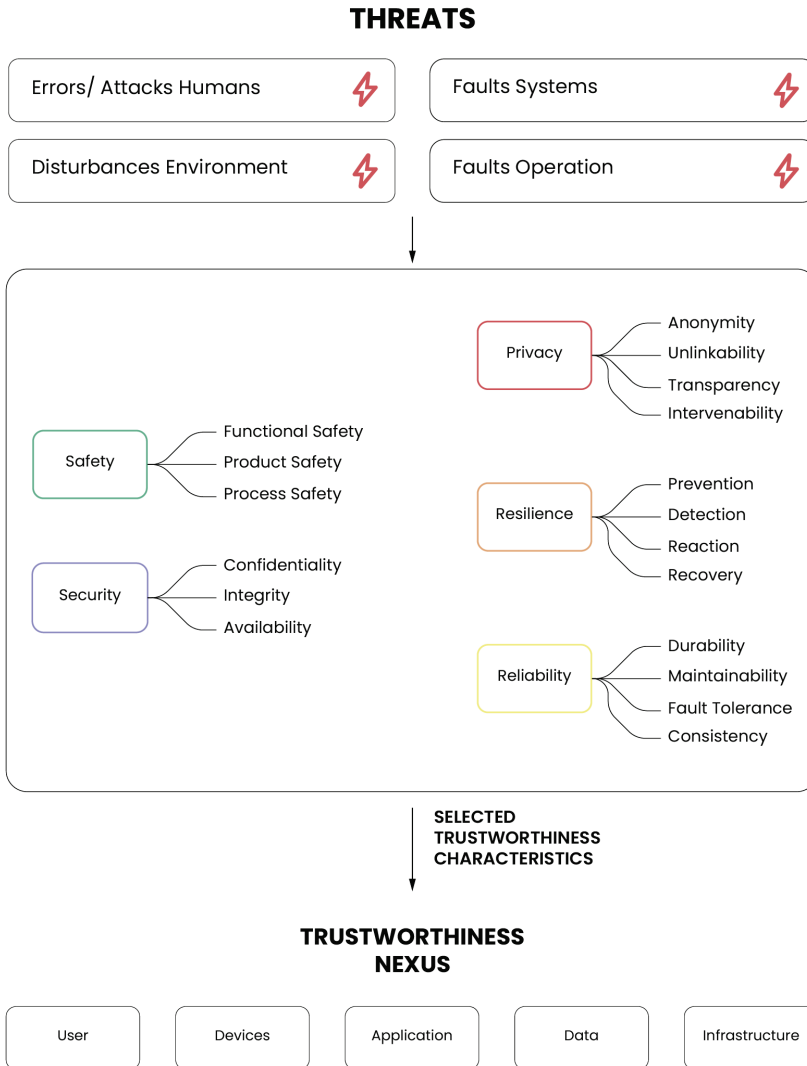 THREATS
Errors/ Attacks Humans
Faults Systems
Disturbances Environment
Faults Operation
Safety
Functional Safety
Product Safety
Process Safety
Security
Confidentiality
Integrity
Availability
Privacy
Anonymity
Unlinkability
Transparency
Intervenability
Resilience
Prevention
Detection
Reaction
Recovery
Reliability
Durability
Maintainability
Fault Tolerance
Consistency
SELECTED
TRUSTWORTHINESS
CHARACTERISTICS
TRUSTWORTHINESS
NEXUS
User
Devices
Application
Data
Infrastructure